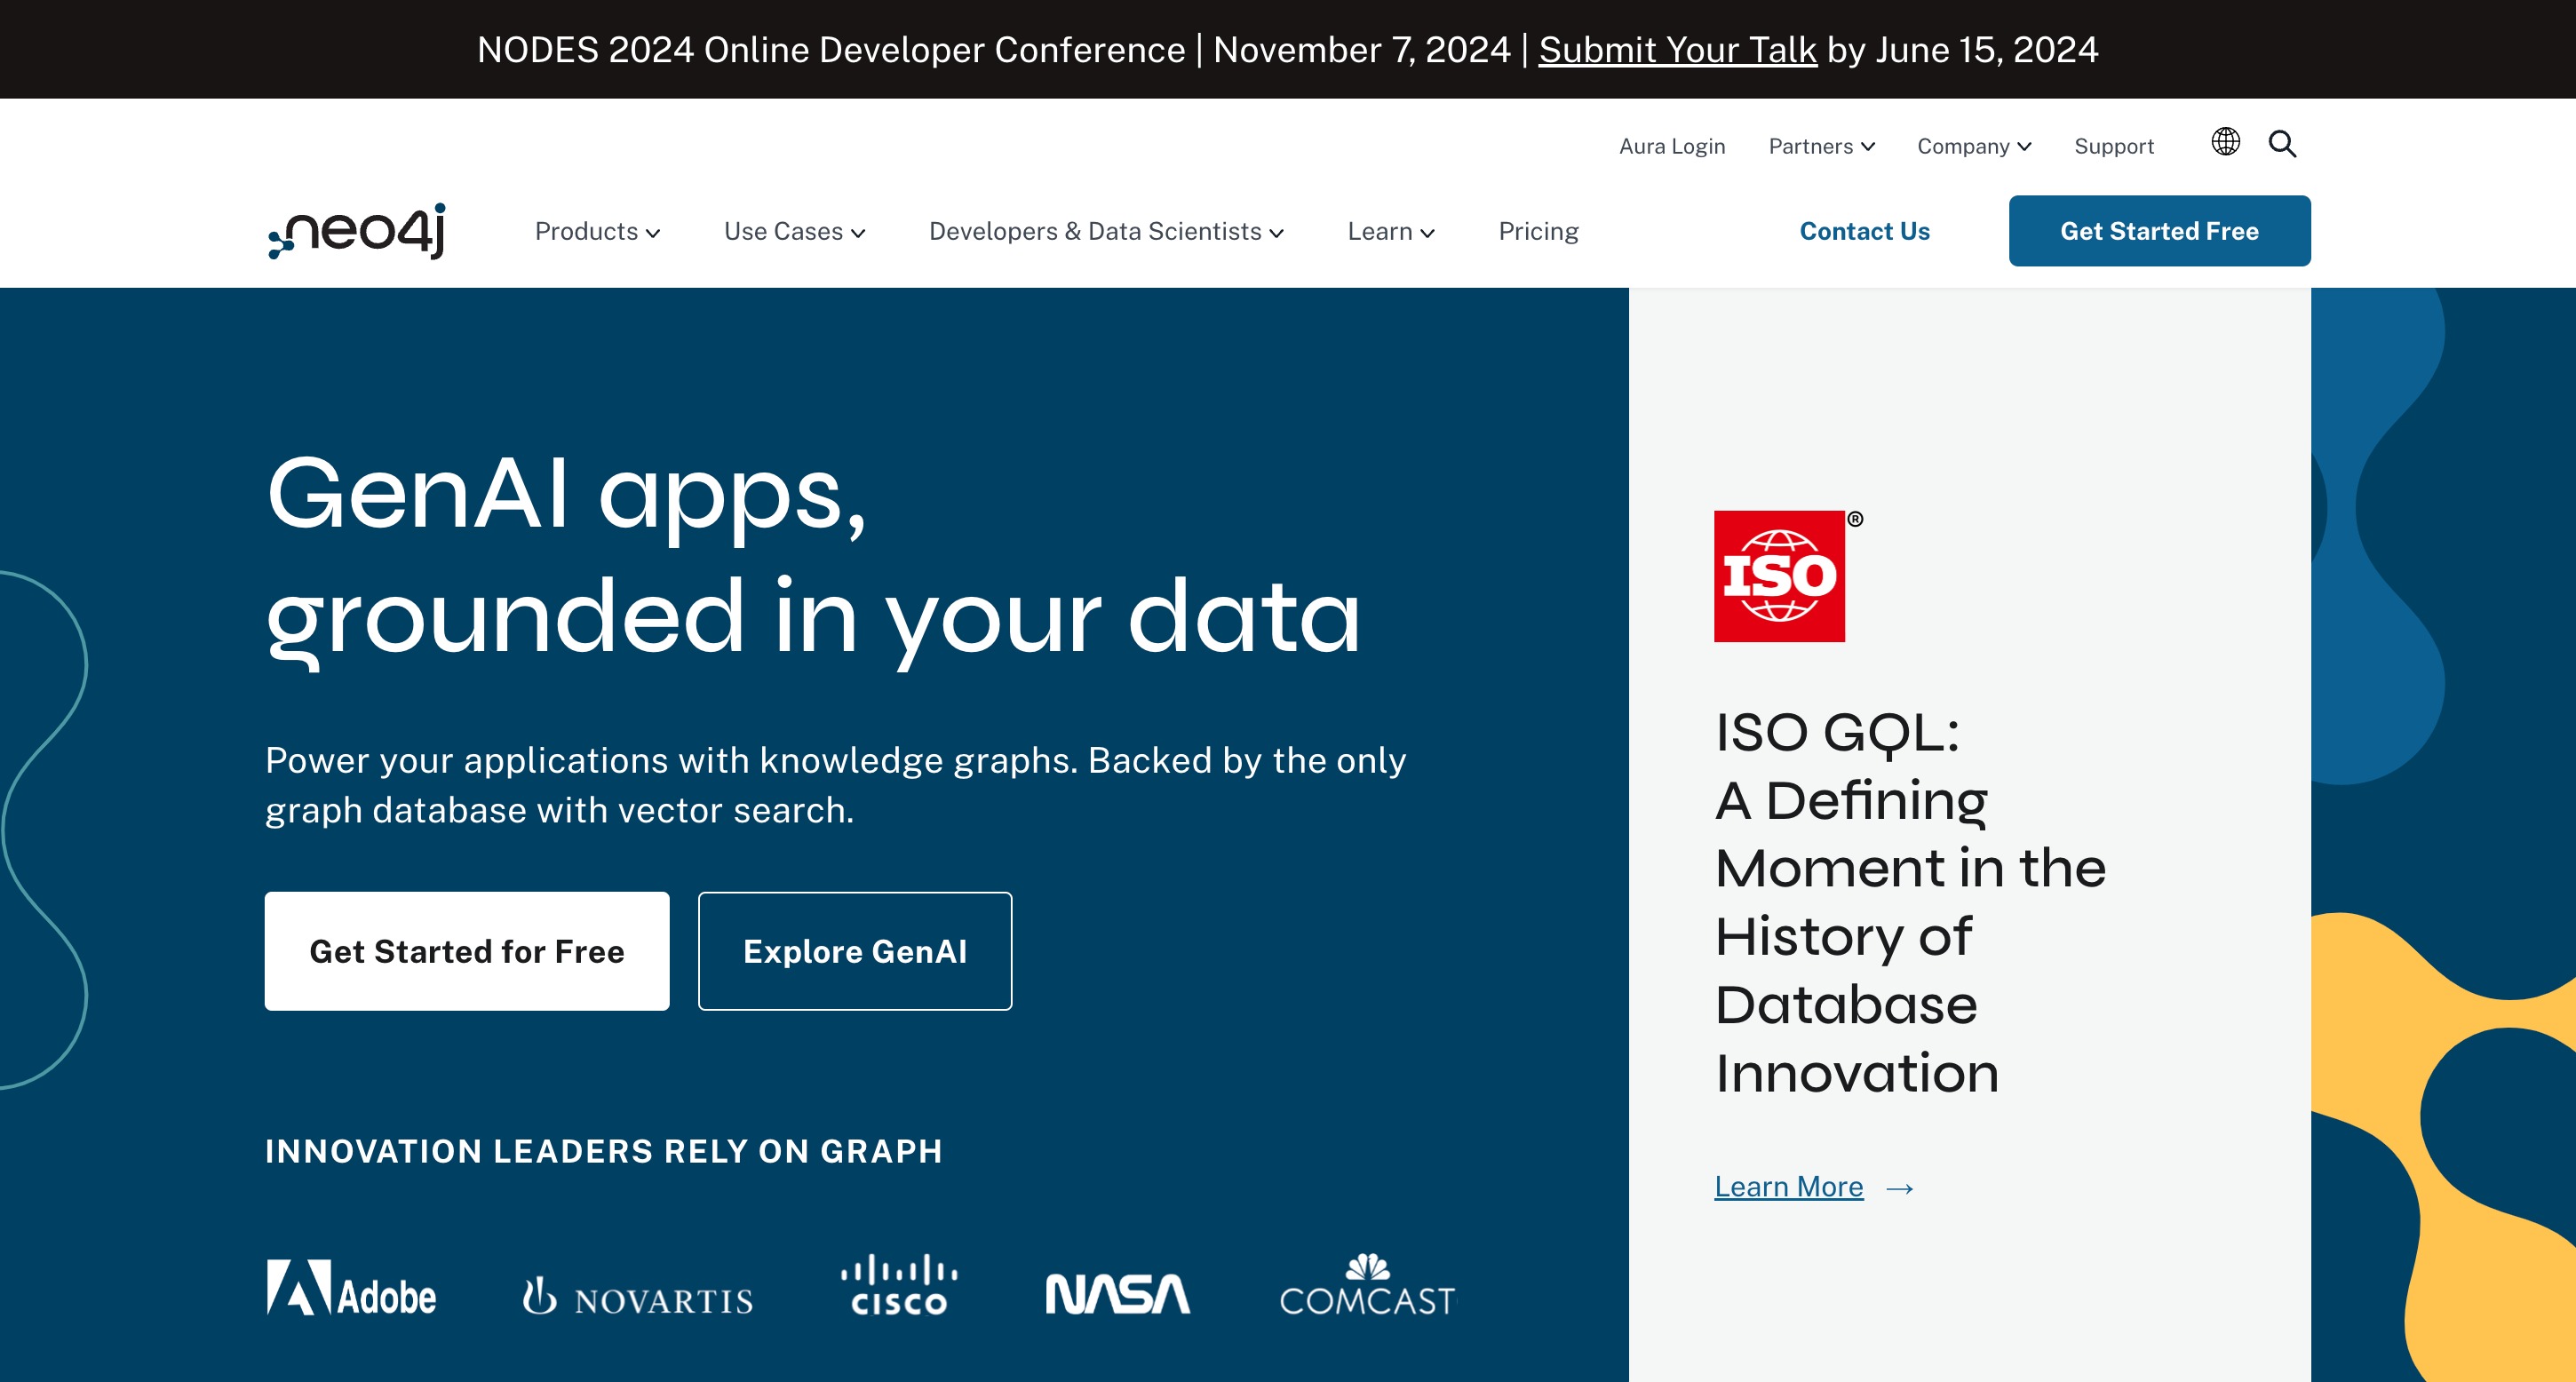 NODES 2024 Online Developer Conference | November 7, 2024 | Submit Your Talk by June 15, 2024
Aura Login Partners Company Support
neo4j Products Use Cases Developers & Data Scientists Learn Pricing Contact Us Get Started Free
GenAI apps,
grounded in your data
Power your applications with knowledge graphs. Backed by the only
graph database with vector search.
Get Started for Free Explore GenAI
INNOVATION LEADERS RELY ON GRAPH
Adobe NOVARTIS CISCO NASA COMCAST
ISO ®
ISO GQL:
A Defining
Moment in the
History of
Database
Innovation
Learn More →